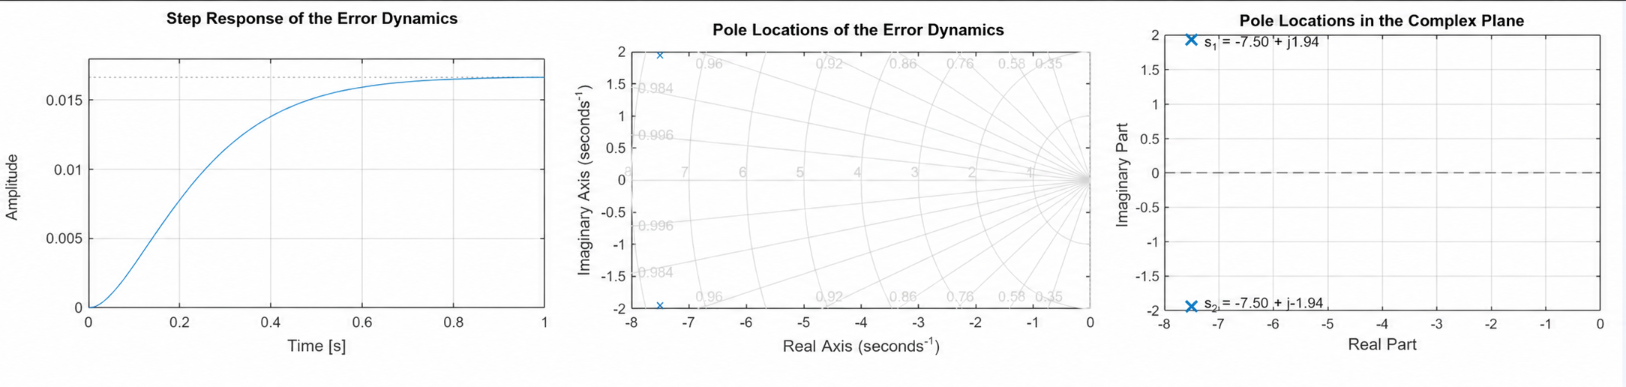 Step Response of the Error Dynamics
Amplitude
0.015
0.01
0.005
0
0 0.2 0.4 0.6 0.8 1
Time [s]
Pole Locations of the Error Dynamics
Imaginary Axis (seconds⁻¹)
2
1.5
1
0.5
0
-0.5
-1
-1.5
-2
0.96 0.92 0.86 0.76 0.58 0.35
0.984
0.996
8 7 6 5 4 3 2 1
0.996
0.984
0.96 0.92 0.86 0.76 0.58 0.35
-8 -7 -6 -5 -4 -3 -2 -1 0
Real Axis (seconds⁻¹)
Pole Locations in the Complex Plane
Imaginary Part
2
1.5
1
0.5
0
-0.5
-1
-1.5
-2
s₁ = -7.50 + j1.94
s₂ = -7.50 + j-1.94
-8 -7 -6 -5 -4 -3 -2 -1 0
Real Part